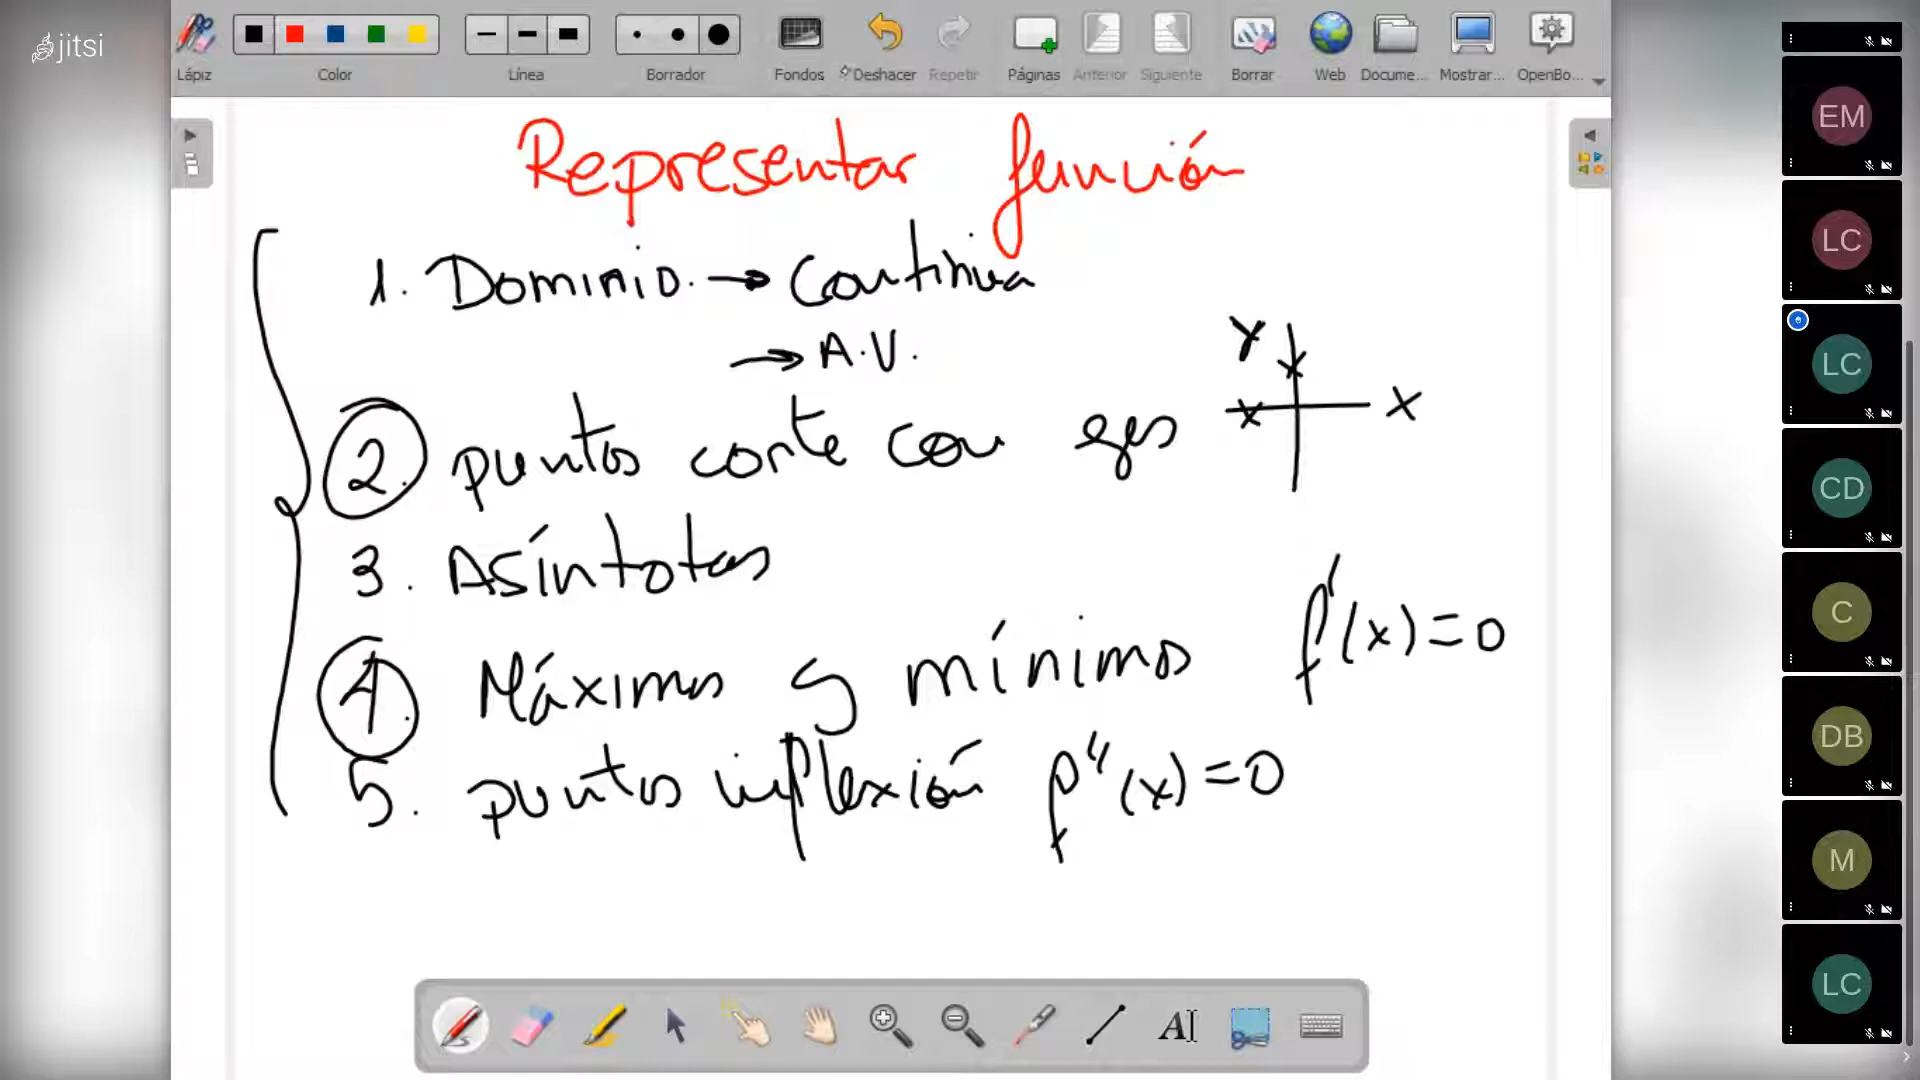 jitsi
Lápiz
Color
Línea
Borrador
Fondos
Deshacer
Repetir
Páginas
Anterior
Siguiente
Borrar
Web
Docume...
Mostrar...
OpenBo...
Representar función
1. Dominio. → Continua
→ A.V.
2. puntos corte con ejes
Y
X
3. Asíntotas
4. Máximos y mínimos f'(x)=0
5. puntos inflexión f''(x)=0
EM
LC
LC
CD
C
DB
M
LC